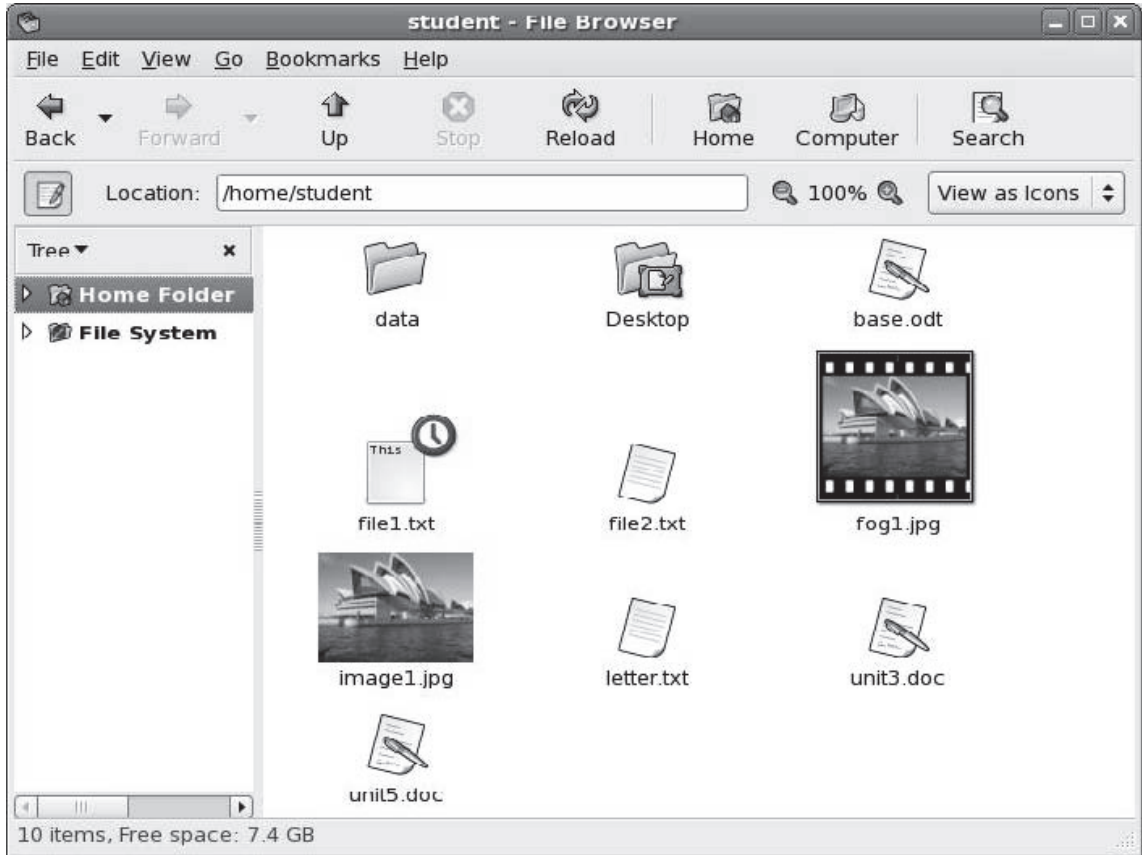 student - File Browser
File Edit View Go Bookmarks Help
Back Forward Up Stop Reload Home Computer Search
Location: /home/student 100% View as Icons
Tree
Home Folder
File System
data Desktop base.odt
This
file1.txt file2.txt fog1.jpg
image1.jpg letter.txt unit3.doc
unit5.doc
10 items, Free space: 7.4 GB